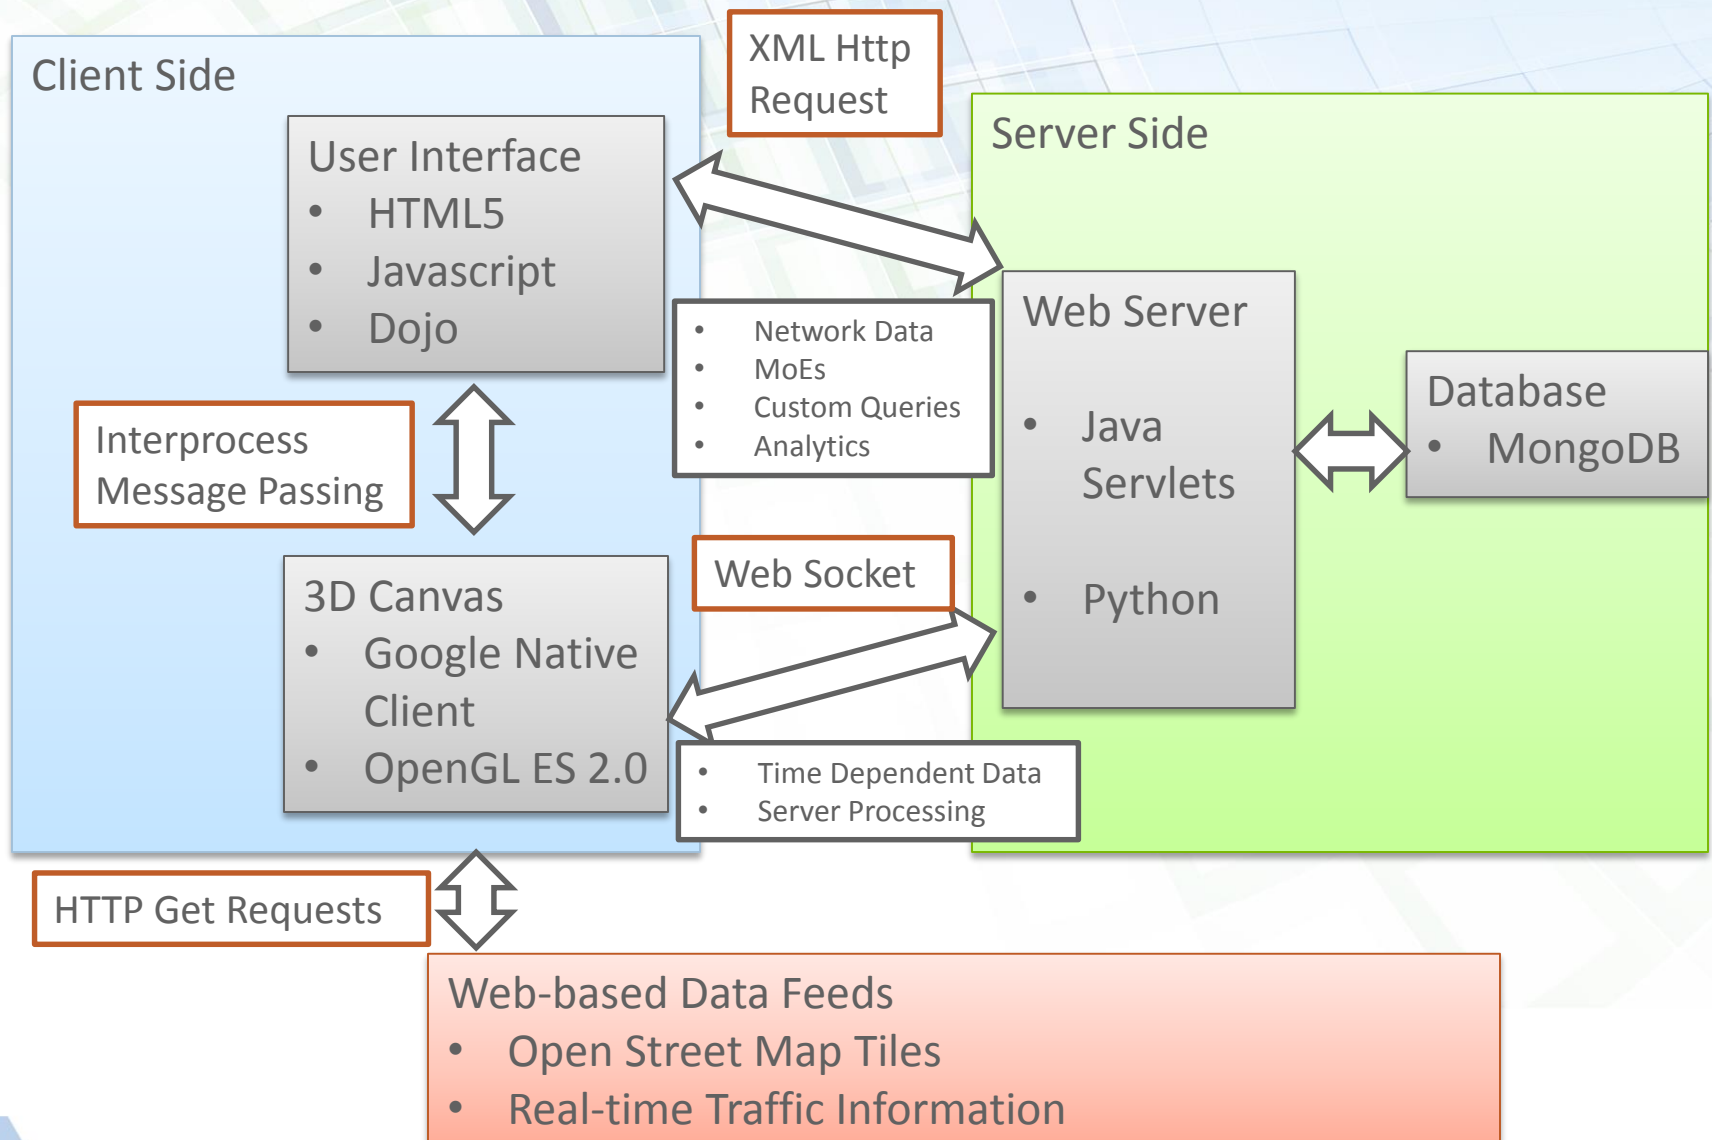 Client Side
User Interface
• HTML5
• Javascript
• Dojo
Interprocess
Message Passing
3D Canvas
• Google Native
Client
• OpenGL ES 2.0
XML Http
Request
• Network Data
• MoEs
• Custom Queries
• Analytics
Web Socket
• Time Dependent Data
• Server Processing
Server Side
Web Server
• Java
Servlets
• Python
Database
• MongoDB
HTTP Get Requests
Web-based Data Feeds
• Open Street Map Tiles
• Real-time Traffic Information